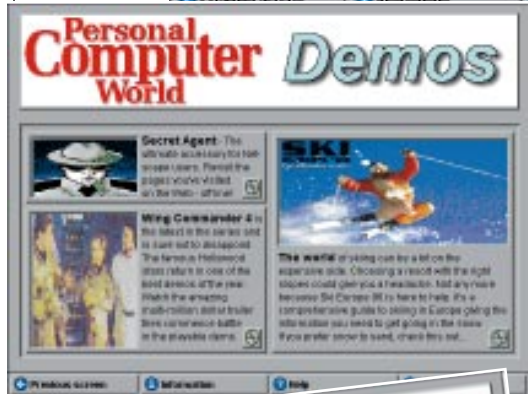 Personal
Computer
World
Demos
Secret Agent - The
ultimate accessory for Net-
scape users. Revisit the
pages you've visited
on the Web - offline!
Wing Commander 4 is
the latest in the series and
is sure not to disappoint.
The famous Hollywood
stars return in one of the
best demos of the year.
Watch the amazing
multi-million dollar trailer
then commence battle
in the playable demo.
SKI
The world of skiing can be a bit on the
expensive side. Choosing a resort with the right
slopes could give you a headache. Not any more
because Ski Europe 96 is here to help. It's a
comprehensive guide to skiing in Europe giving the
information you need to get going in the snow.
If you prefer snow to sand, check this out...
Previous screen
Information
Help